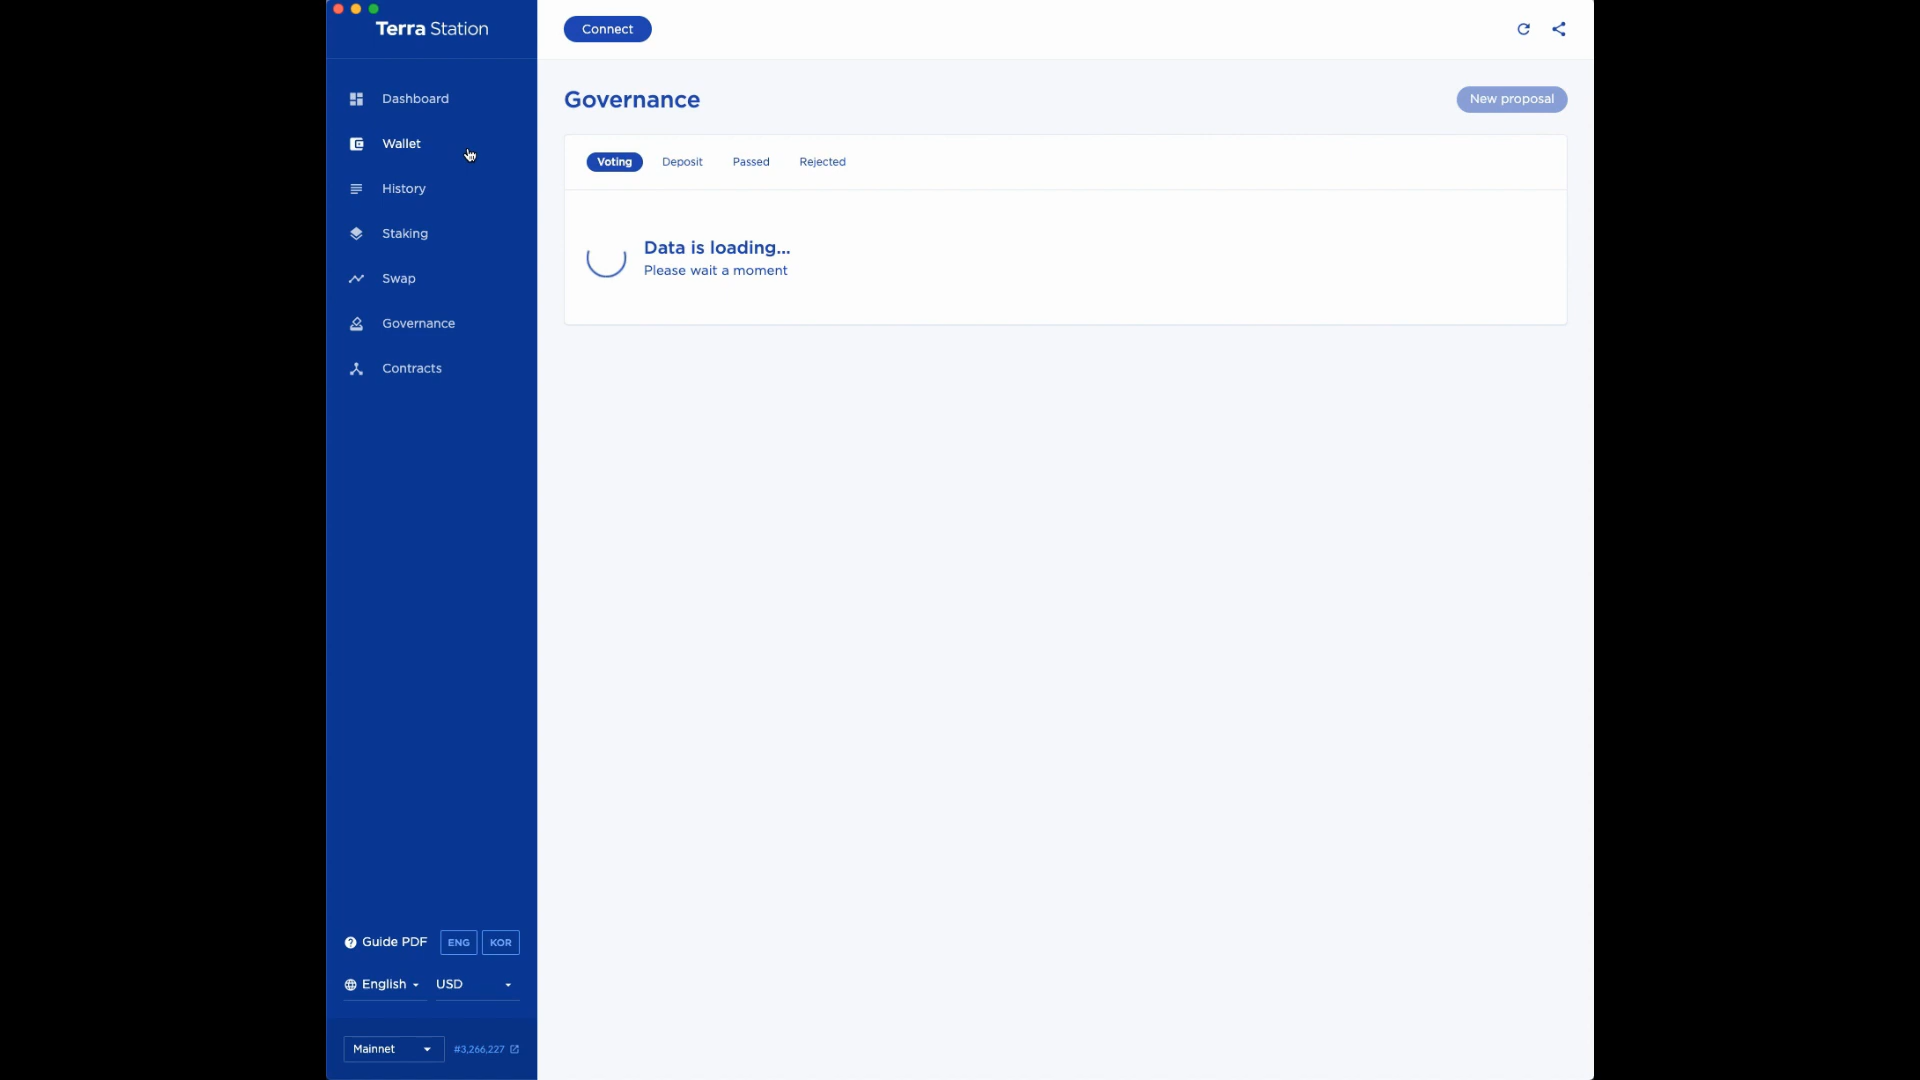 Terra Station
Connect
Dashboard
Wallet
History
Staking
Swap
Governance
Contracts
Governance
New proposal
Voting
Deposit
Passed
Rejected
Data is loading...
Please wait a moment
Guide PDF
ENG
KOR
English
USD
Mainnet
#3,266,227